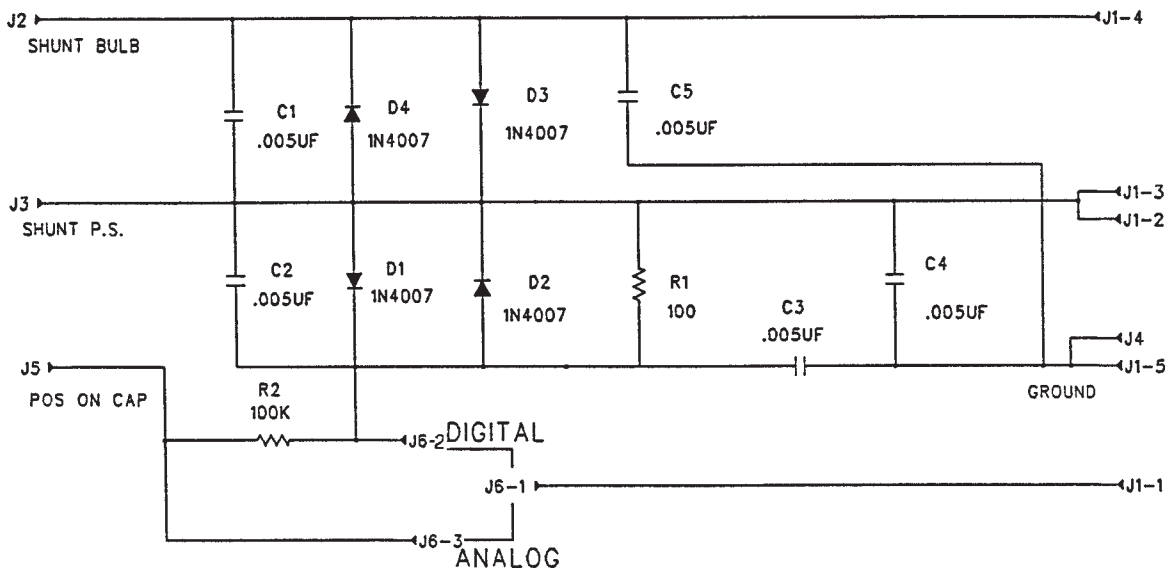 J2
J1-4
SHUNT BULB
C1
.005UF
D4
1N4007
D3
1N4007
C5
.005UF
J3
J1-3
SHUNT P.S.
J1-2
C2
.005UF
D1
1N4007
D2
1N4007
R1
100
C3
.005UF
C4
.005UF
J4
J5
J1-5
POS ON CAP
GROUND
R2
100K
J6-2
DIGITAL
J6-1
J1-1
J6-3
ANALOG